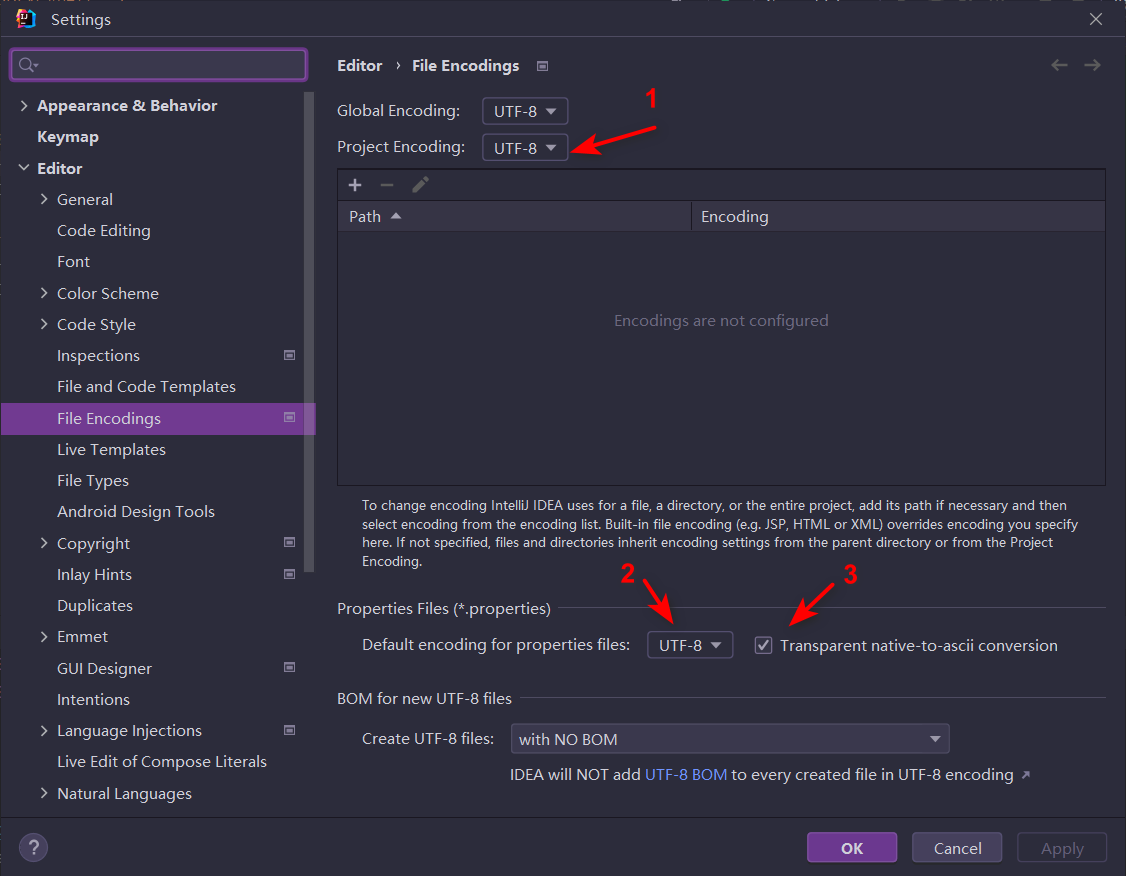 Settings
Editor › File Encodings
Appearance & Behavior
Keymap
Editor
General
Code Editing
Font
Color Scheme
Code Style
Inspections
File and Code Templates
File Encodings
Live Templates
File Types
Android Design Tools
Copyright
Inlay Hints
Duplicates
Emmet
GUI Designer
Intentions
Language Injections
Live Edit of Compose Literals
Natural Languages
Global Encoding: UTF-8
1
Project Encoding: UTF-8
Path Encoding
Encodings are not configured
To change encoding IntelliJ IDEA uses for a file, a directory, or the entire project, add its path if necessary and then
select encoding from the encoding list. Built-in file encoding (e.g. JSP, HTML or XML) overrides encoding you specify
here. If not specified, files and directories inherit encoding settings from the parent directory or from the Project
Encoding.
2 3
Properties Files (*.properties)
Default encoding for properties files: UTF-8 Transparent native-to-ascii conversion
BOM for new UTF-8 files
Create UTF-8 files: with NO BOM
IDEA will NOT add UTF-8 BOM to every created file in UTF-8 encoding ↗
? OK Cancel Apply